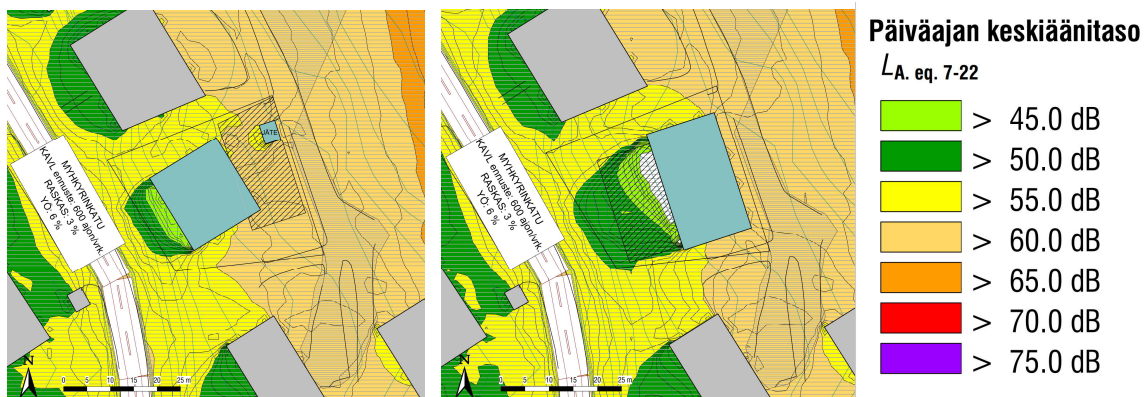 JÄTE
MYHKYRINKATU
KAVL ennuste: 600 ajon/vrk
RASKAS: 3 %
YÖ: 6 %
N
0 5 10 15 20 25 m
MYHKYRINKATU
KAVL ennuste: 600 ajon/vrk
RASKAS: 3 %
YÖ: 6 %
N
0 5 10 15 20 25 m
Päiväajan keskiäänitaso
LA. eq. 7-22
> 45.0 dB
> 50.0 dB
> 55.0 dB
> 60.0 dB
> 65.0 dB
> 70.0 dB
> 75.0 dB